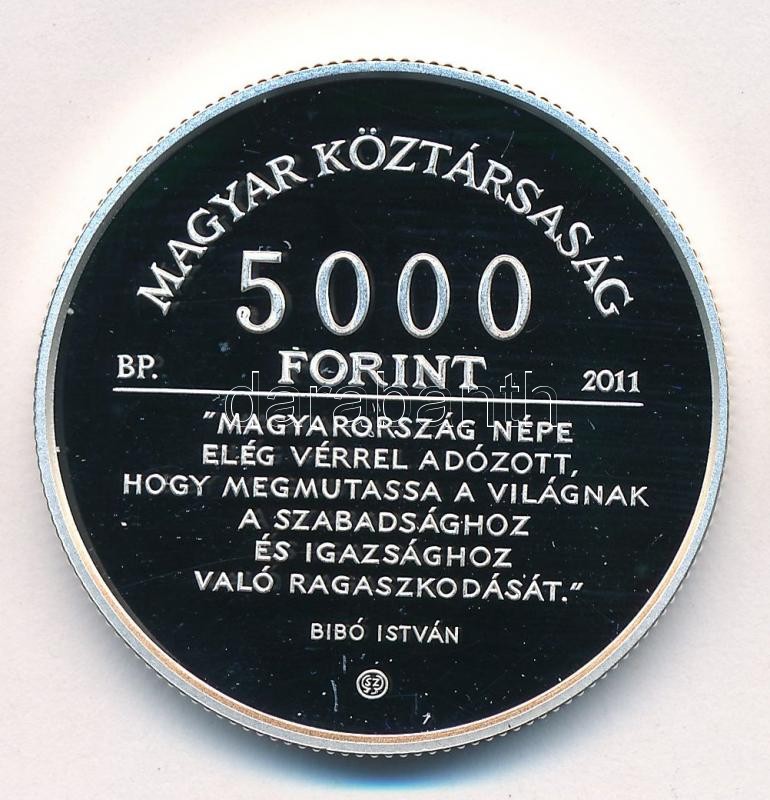 MAGYAR KÖZTÁRSASÁG
5000
FORINT
BP. 2011
darabanth
"MAGYARORSZÁG NÉPE
ELÉG VÉRREL ADÓZOTT,
HOGY MEGMUTASSA A VILÁGNAK
A SZABADSÁGHOZ
ÉS IGAZSÁGHOZ
VALÓ RAGASZKODÁSÁT."
BIBÓ ISTVÁN